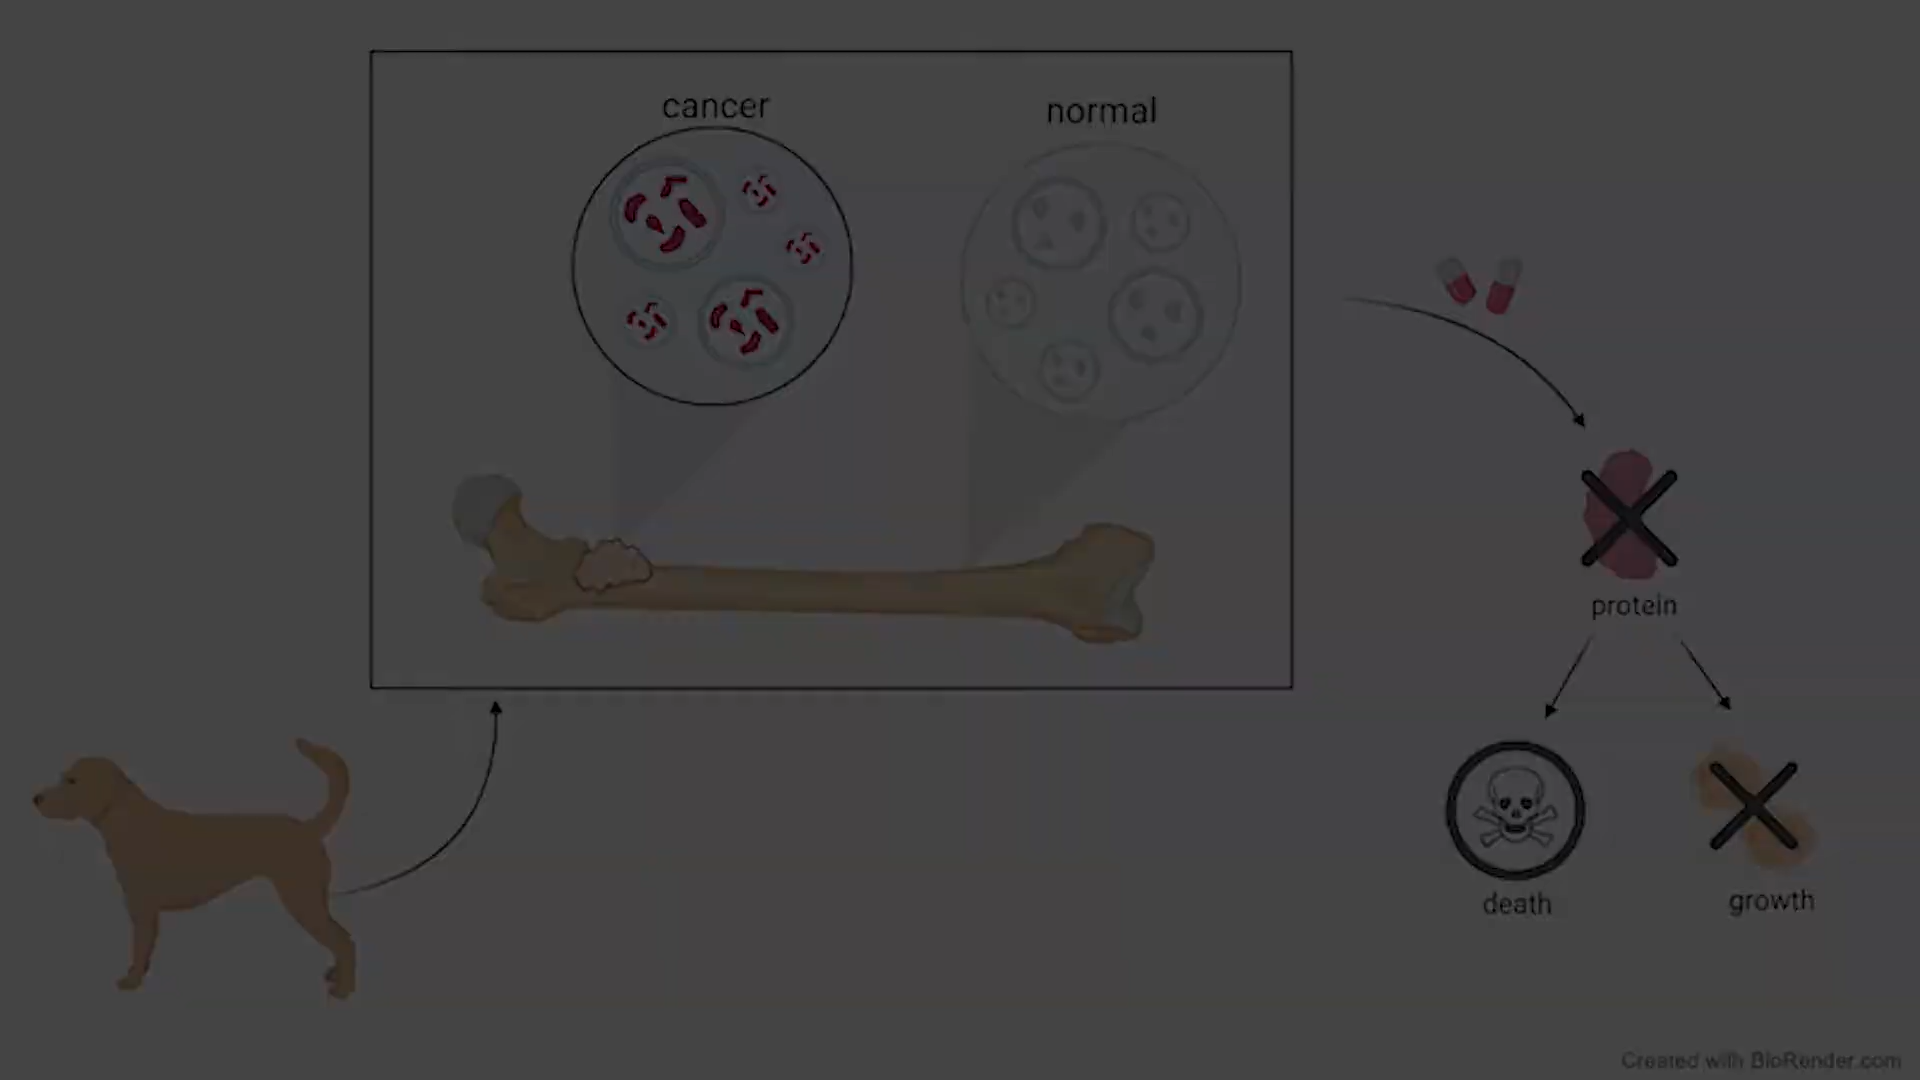 cancer
normal
protein
death
growth
Created with BioRender.com